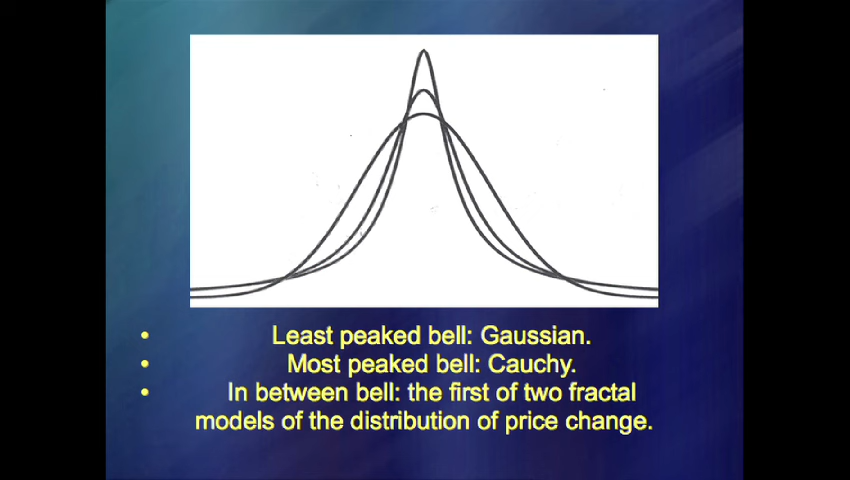 • Least peaked bell: Gaussian.
• Most peaked bell: Cauchy.
• In between bell: the first of two fractal
models of the distribution of price change.